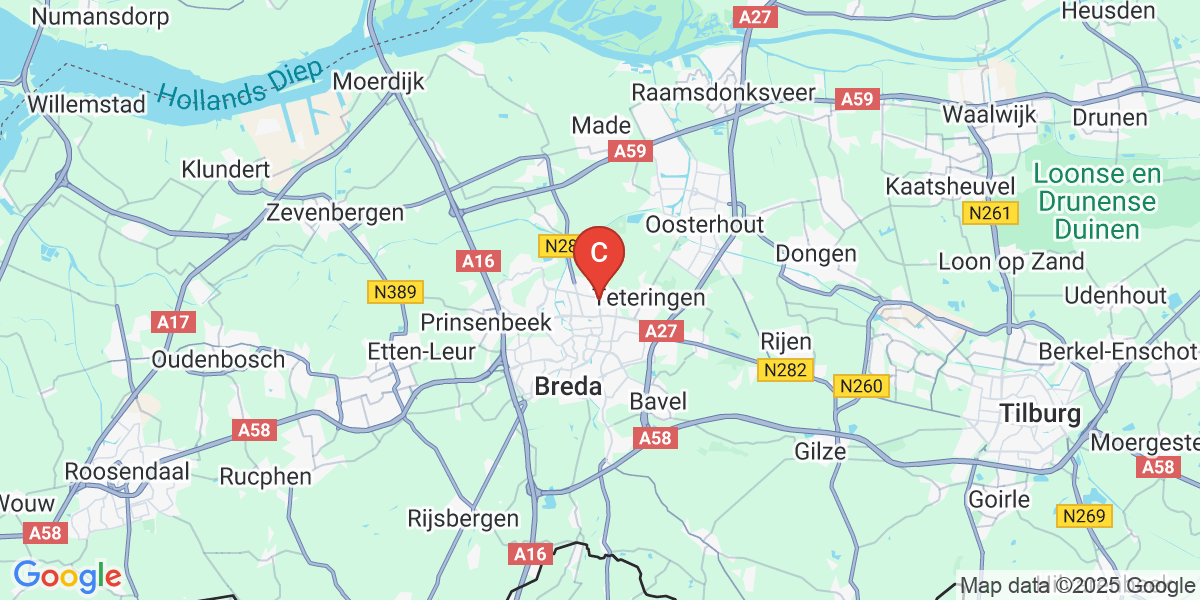 Numansdorp
A27
Heusden
Hollands Diep
Moerdijk
Willemstad
Raamsdonksveer
A59
Waalwijk
Drunen
Made
A59
Klundert
Loonse en
Drunense
Duinen
Kaatsheuvel
Zevenbergen
N261
Oosterhout
N28
C
Dongen
A16
Loon op Zand
N389
Teteringen
Udenhout
A17
Prinsenbeek
A27
Rijen
Oudenbosch
Etten-Leur
Berkel-Enschot-
N282
Breda
N260
Bavel
Tilburg
A58
A58
Moergeste
Gilze
Roosendaal
Rucphen
A58
Wouw
Goirle
Rijsbergen
N269
A58
A16
Google
Map data ©2025 Google